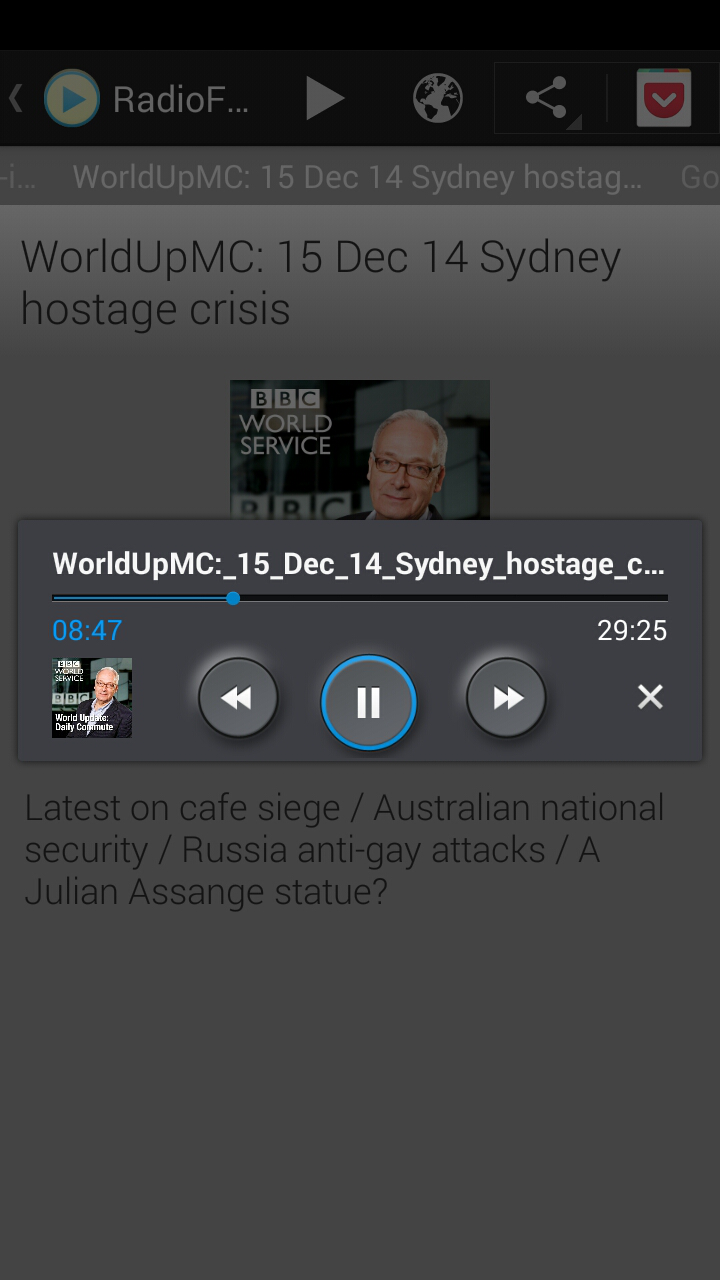 RadioF...
-i... WorldUpMC: 15 Dec 14 Sydney hostag... Go
WorldUpMC: 15 Dec 14 Sydney
hostage crisis
BBC
WORLD
SERVICE
BBC
WorldUpMC:_15_Dec_14_Sydney_hostage_c...
08:47 29:25
BBC
WORLD
SERVICE
BBC
World Update:
Daily Commute
Latest on cafe siege / Australian national
security / Russia anti-gay attacks / A
Julian Assange statue?